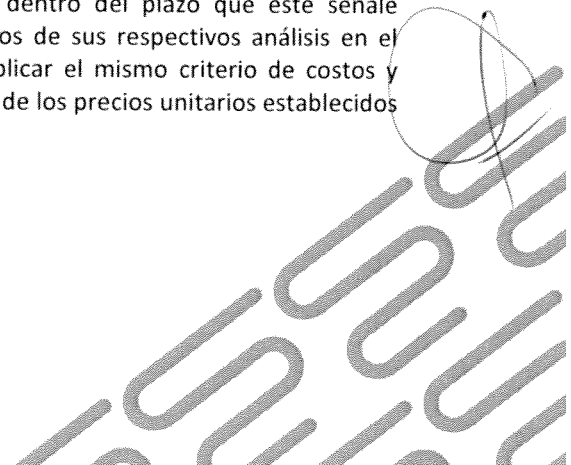 dentro del plazo que éste señale
os de sus respectivos análisis en el
plicar el mismo criterio de costos y
de los precios unitarios establecidos